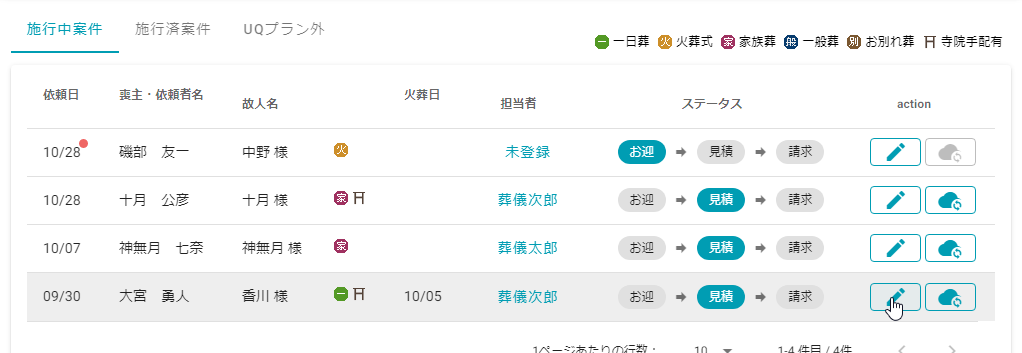 施行中案件 施行済案件 UQプラン外
一 一日葬 火 火葬式 家 家族葬 般 一般葬 別 お別れ葬 寺院手配有
依頼日 喪主・依頼者名 故人名 火葬日 担当者 ステータス action
10/28 磯部 友一 中野 様 火 未登録 お迎 見積 請求
10/28 十月 公彦 十月 様 家 葬儀次郎 お迎 見積 請求
10/07 神無月 七奈 神無月 様 家 葬儀太郎 お迎 見積 請求
09/30 大宮 勇人 香川 様 一 10/05 葬儀次郎 お迎 見積 請求
1ページあたりの行数： 10 1-4 件目 / 4件